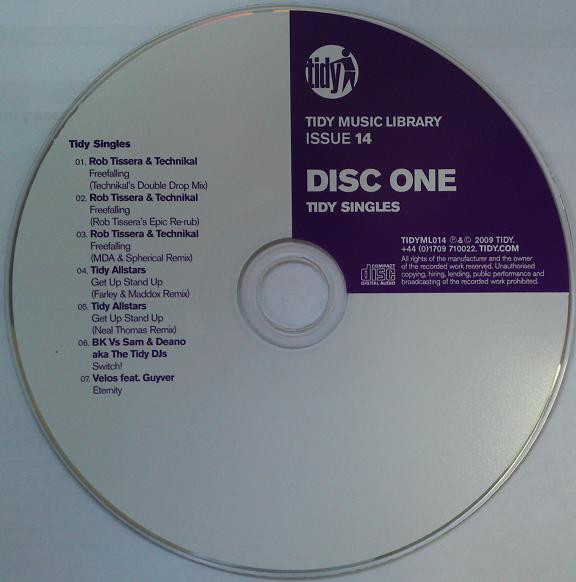 tidy
TIDY MUSIC LIBRARY
ISSUE 14
DISC ONE
TIDY SINGLES
TIDYML014 ℗&© 2009 TIDY.
+44 (0)1709 710022. TIDY.COM
COMPACT
disc
DIGITAL AUDIO
All rights of the manufacturer and the owner
of the recorded work reserved. Unauthorised
copying, hiring, lending, public performance and
broadcasting of the recorded work prohibited.
Tidy Singles
01. Rob Tissera & Technikal
Freefalling
(Technikal's Double Drop Mix)
02. Rob Tissera & Technikal
Freefalling
(Rob Tissera's Epic Re-rub)
03. Rob Tissera & Technikal
Freefalling
(MDA & Spherical Remix)
04. Tidy Allstars
Get Up Stand Up
(Farley & Maddox Remix)
05. Tidy Allstars
Get Up Stand Up
(Neal Thomas Remix)
06. BK Vs Sam & Deano
aka The Tidy DJs
Switch!
07. Velos feat. Guyver
Eternity